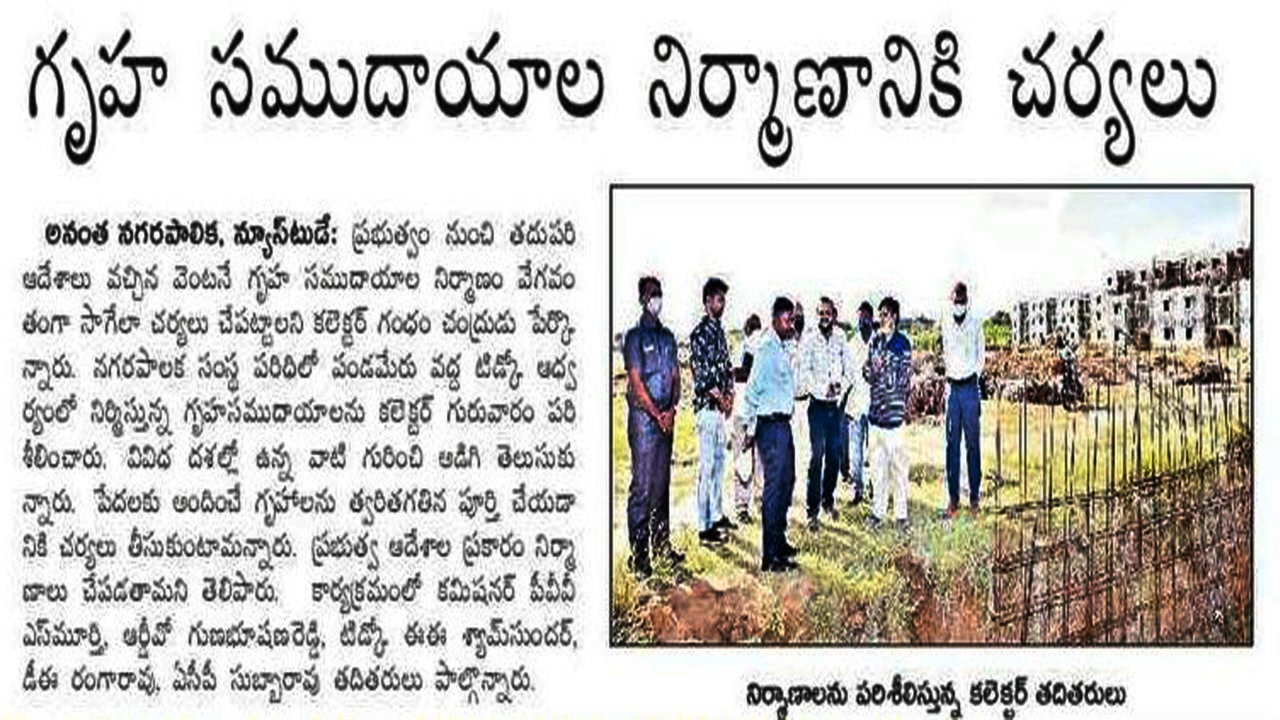 గృహ సముదాయాల నిర్మాణానికి చర్యలు
అనంత నగరపాలిక, న్యూస్‌టుడే: ప్రభుత్వం నుంచి తదుపరి
ఆదేశాలు వచ్చిన వెంటనే గృహ సముదాయాల నిర్మాణం వేగవం
తంగా సాగేలా చర్యలు చేపట్టాలని కలెక్టర్ గంధం చంద్రుడు పేర్కొ
న్నారు. నగరపాలక సంస్థ పరిధిలో పండమేరు వద్ద టిడ్కో ఆధ్వ
ర్యంలో నిర్మిస్తున్న గృహసముదాయాలను కలెక్టర్ గురువారం పరి
శీలించారు. వివిధ దశల్లో ఉన్న వాటి గురించి అడిగి తెలుసుకు
న్నారు. పేదలకు అందించే గృహాలను త్వరితగతిన పూర్తి చేయడా
నికి చర్యలు తీసుకుంటామన్నారు. ప్రభుత్వ ఆదేశాల ప్రకారం నిర్మా
ణాలు చేపడతామని తెలిపారు. కార్యక్రమంలో కమిషనర్ పీవీవీ
ఎస్‌మూర్తి, ఆర్డీవో గుణభూషణరెడ్డి, టిడ్కో ఈఈ శ్యామ్‌సుందర్,
డీఈ రంగారావు, ఏసీపీ సుబ్బారావు తదితరులు పాల్గొన్నారు.
నిర్మాణాలను పరిశీలిస్తున్న కలెక్టర్ తదితరులు